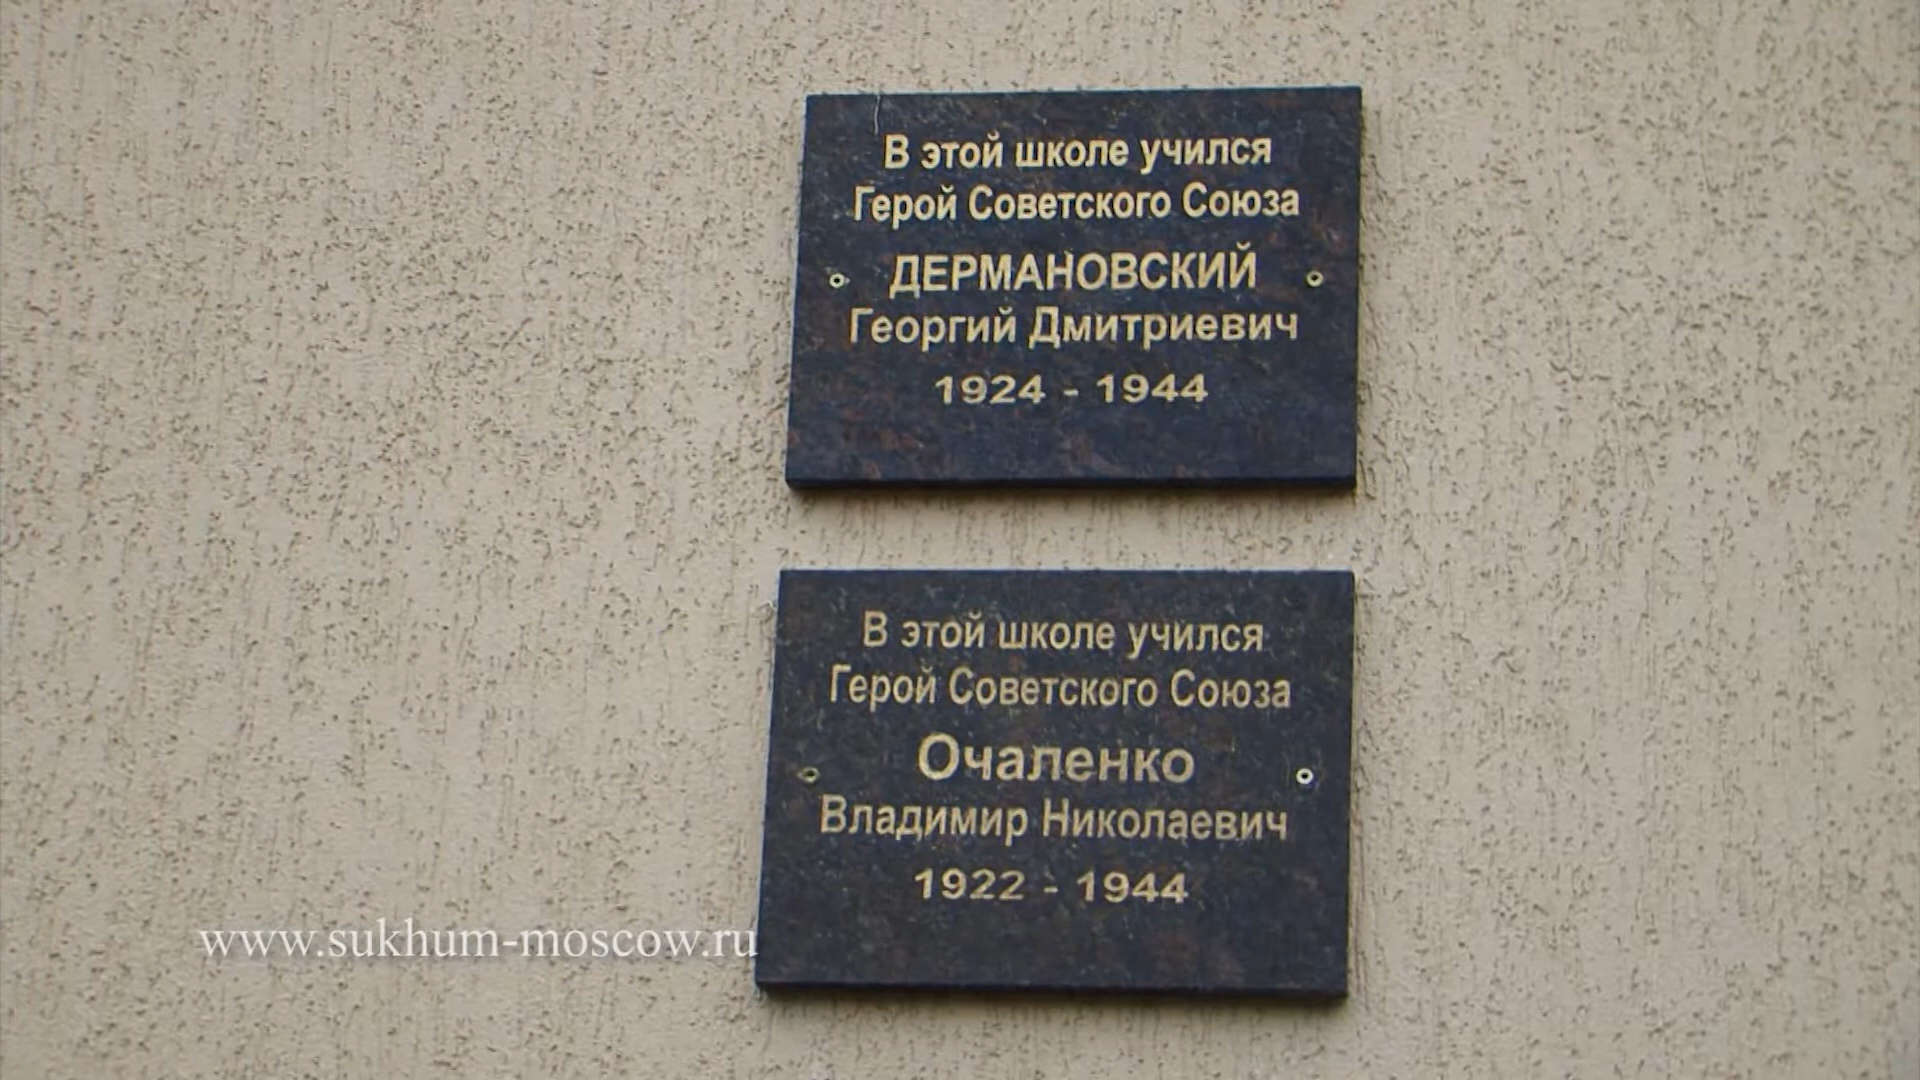 В этой школе учился
Герой Советского Союза
ДЕРМАНОВСКИЙ
Георгий Дмитриевич
1924 - 1944
В этой школе учился
Герой Советского Союза
Очаленко
Владимир Николаевич
1922 - 1944
www.sukhum-moscow.ru